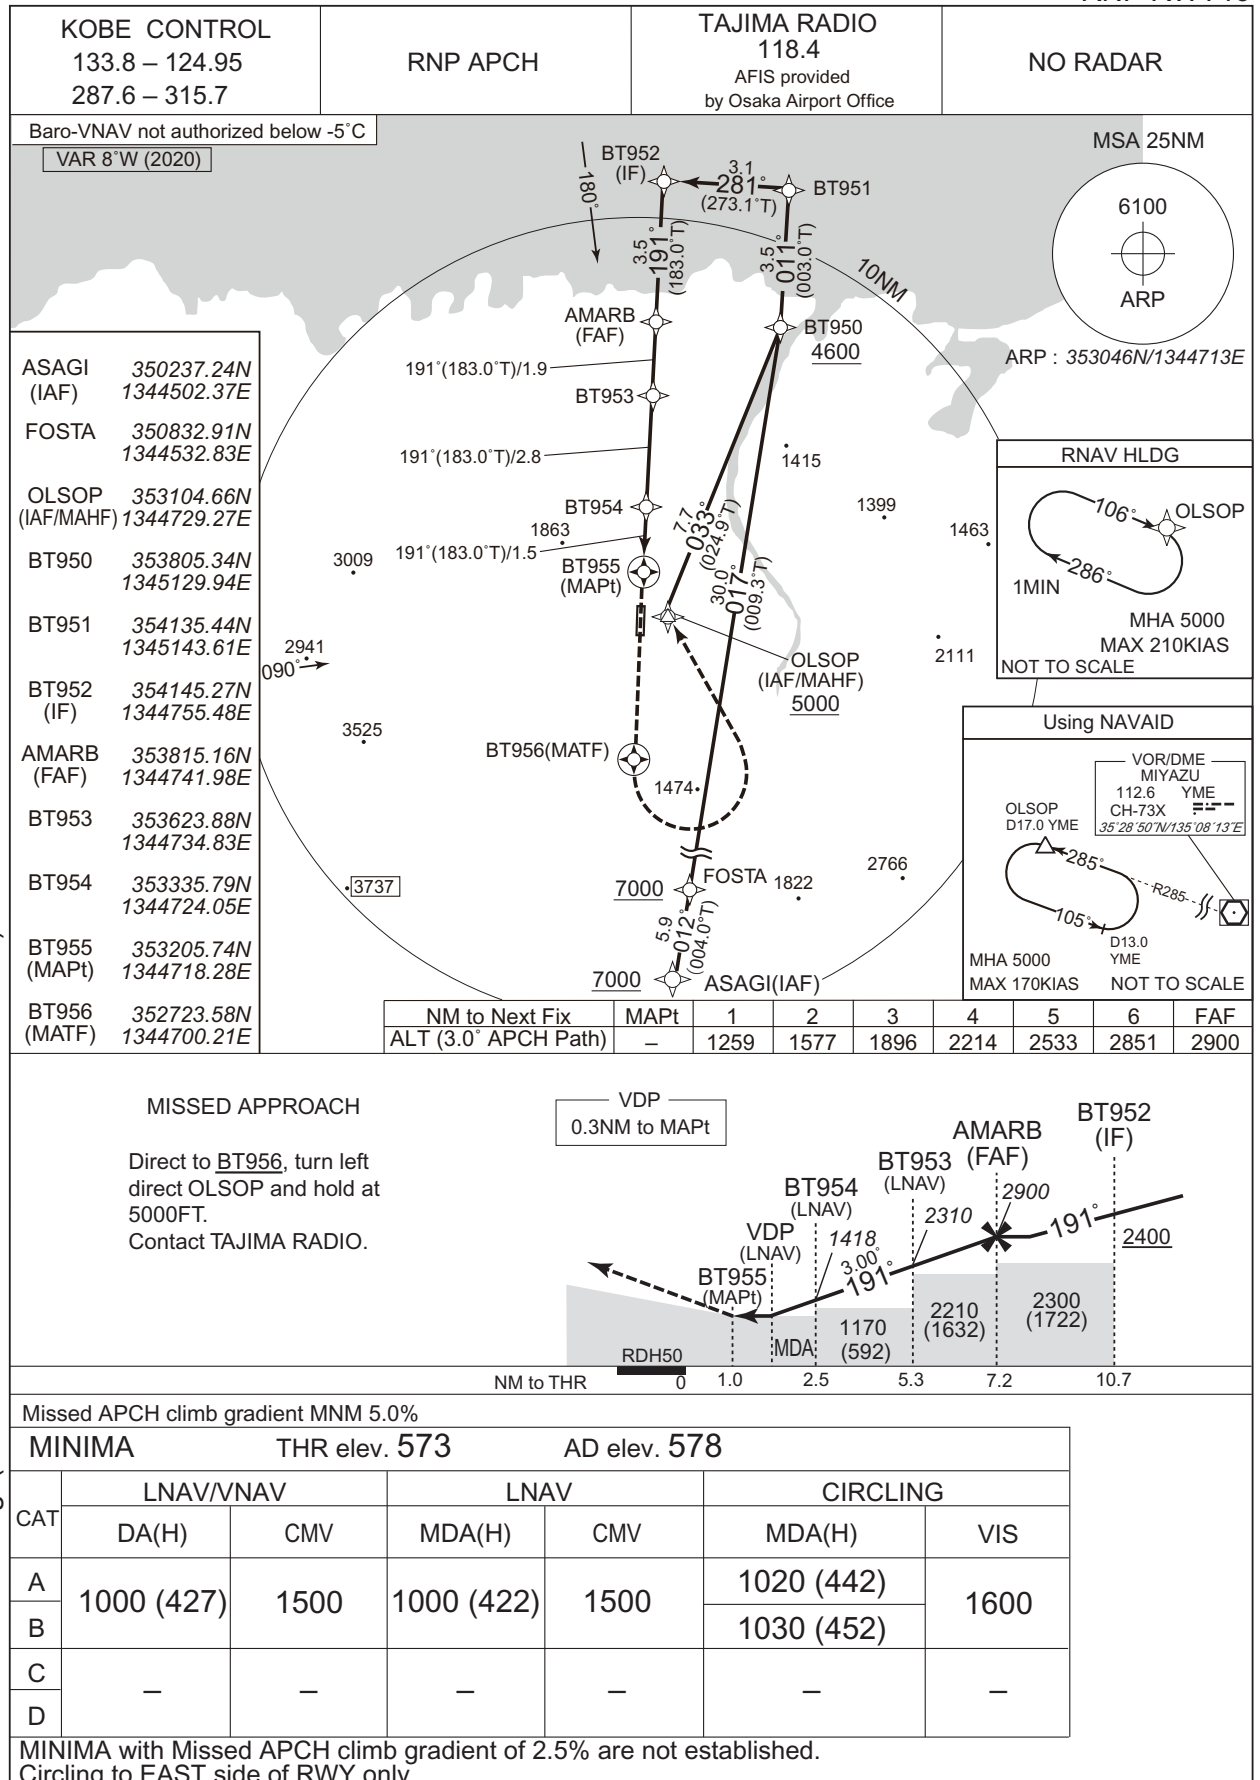 KOBE CONTROL
133.8 – 124.95
287.6 – 315.7
RNP APCH
TAJIMA RADIO
118.4
AFIS provided
by Osaka Airport Office
NO RADAR
Baro-VNAV not authorized below -5˚C
VAR 8˚W (2020)
180˚
BT952
(IF)
3.1
281˚
(273.1˚T)
BT951
3.5
191˚
(183.0˚T)
3.5
011˚
(003.0˚T)
10NM
MSA 25NM
6100
ARP
ARP : 353046N/1344713E
AMARB
(FAF)
BT950
4600
191˚(183.0˚T)/1.9
BT953
191˚(183.0˚T)/2.8
BT954
191˚(183.0˚T)/1.5
BT955
(MAPt)
7.7
033˚
(024.9˚T)
30.0
017˚
(009.3˚T)
1415
1399
1463
1863
3009
2941
090˚
3525
2111
OLSOP
(IAF/MAHF)
5000
BT956(MATF)
1474
3737
FOSTA
7000
1822
2766
5.9
012˚
(004.0˚T)
7000
ASAGI(IAF)
ASAGI 350237.24N
(IAF) 1344502.37E
FOSTA 350832.91N
1344532.83E
OLSOP 353104.66N
(IAF/MAHF) 1344729.27E
BT950 353805.34N
1345129.94E
BT951 354135.44N
1345143.61E
BT952 354145.27N
(IF) 1344755.48E
AMARB 353815.16N
(FAF) 1344741.98E
BT953 353623.88N
1344734.83E
BT954 353335.79N
1344724.05E
BT955 353205.74N
(MAPt) 1344718.28E
BT956 352723.58N
(MATF) 1344700.21E
RNAV HLDG
106˚
OLSOP
286˚
1MIN
MHA 5000
MAX 210KIAS
NOT TO SCALE
Using NAVAID
VOR/DME
MIYAZU
112.6 YME
CH-73X
35˚28´50˝N/135˚08´13˝E
OLSOP
D17.0 YME
285˚
R285
105˚
D13.0
YME
MHA 5000
MAX 170KIAS
NOT TO SCALE
NM to Next Fix MAPt 1 2 3 4 5 6 FAF
ALT (3.0˚ APCH Path) – 1259 1577 1896 2214 2533 2851 2900
MISSED APPROACH
Direct to BT956, turn left
direct OLSOP and hold at
5000FT.
Contact TAJIMA RADIO.
VDP
0.3NM to MAPt
BT952
(IF)
AMARB
(FAF)
BT953
(LNAV)
BT954
(LNAV)
VDP
(LNAV)
BT955
(MAPt)
2900
2310
1418
3.00˚
191˚
191˚
2400
2300
(1722)
2210
(1632)
1170
(592)
MDA
RDH50
NM to THR 0 1.0 2.5 5.3 7.2 10.7
Missed APCH climb gradient MNM 5.0%
MINIMA THR elev. 573 AD elev. 578
CAT LNAV/VNAV LNAV CIRCLING
DA(H) CMV MDA(H) CMV MDA(H) VIS
A 1000 (427) 1500 1000 (422) 1500 1020 (442) 1600
B 1030 (452)
C – – – – – –
D
MINIMA with Missed APCH climb gradient of 2.5% are not established.
Circling to EAST side of RWY only